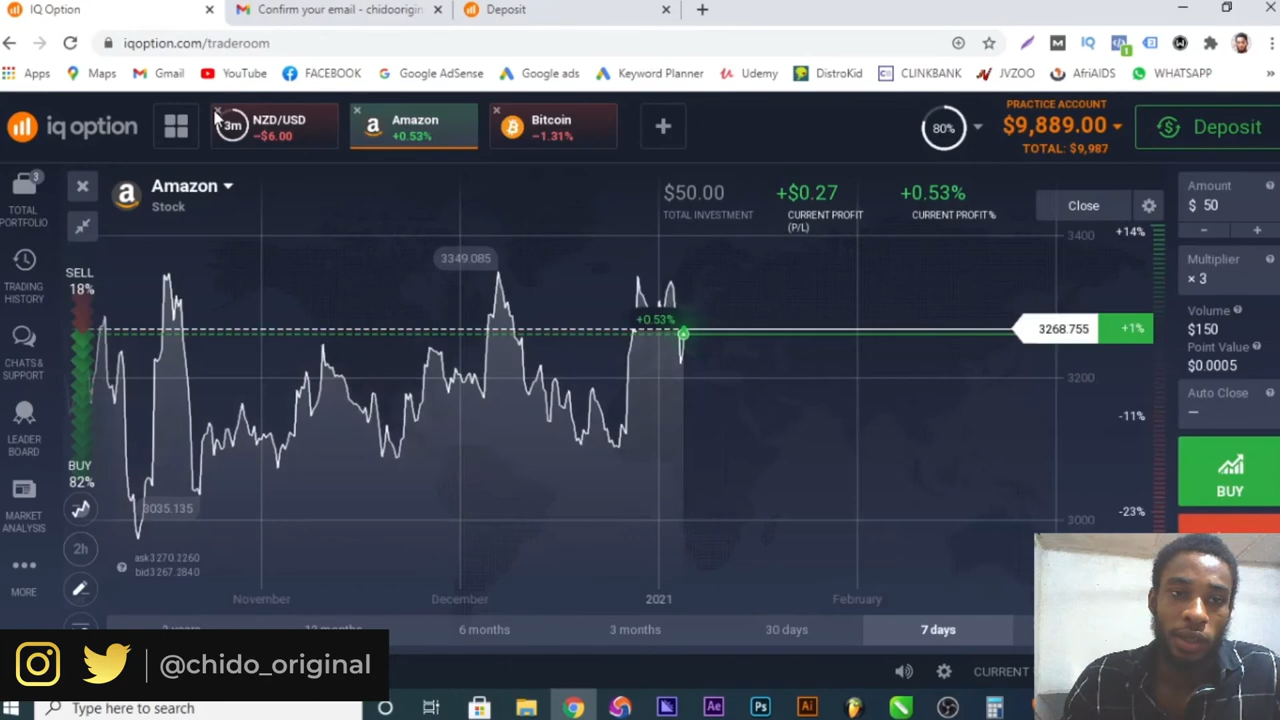 IQ Option
Confirm your email - chidoorigin
Deposit
iqoption.com/traderoom
Apps
Maps
Gmail
YouTube
FACEBOOK
Google AdSense
Google ads
Keyword Planner
Udemy
DistroKid
CLINKBANK
JVZOO
AfriAIDS
WHATSAPP
iq option
3m
NZD/USD
−$6.00
Amazon
+0.53%
Bitcoin
−1.31%
80%
PRACTICE ACCOUNT
$9,889.00
TOTAL: $9,987
Deposit
3
TOTAL
PORTFOLIO
TRADING
HISTORY
CHATS &
SUPPORT
LEADER
BOARD
MARKET
ANALYSIS
MORE
Amazon
Stock
$50.00
TOTAL INVESTMENT
+$0.27
CURRENT PROFIT
(P/L)
+0.53%
CURRENT PROFIT%
Close
SELL
18%
BUY
82%
2h
3349.085
3035.135
+0.53%
ask3270.2260
bid3267.2840
3400
3200
3000
+14%
3268.755
+1%
-11%
-23%
November
December
2021
February
6 months
3 months
30 days
7 days
Amount
$ 50
Multiplier
× 3
Volume
$150
Point Value
$0.0005
Auto Close
—
BUY
CURRENT
@chido_original
Type here to search